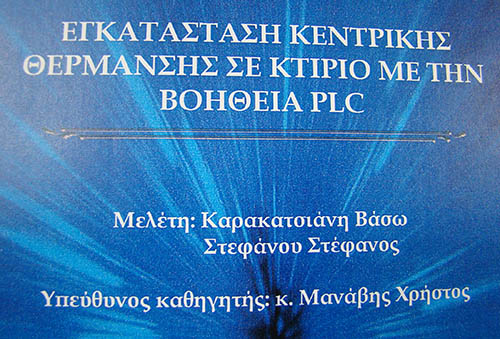 ΕΓΚΑΤΑΣΤΑΣΗ ΚΕΝΤΡΙΚΗΣ
ΘΕΡΜΑΝΣΗΣ ΣΕ ΚΤΙΡΙΟ ΜΕ ΤΗΝ
ΒΟΗΘΕΙΑ PLC
Μελέτη: Καρακατσιάνη Βάσω
Στεφάνου Στέφανος
Υπεύθυνος καθηγητής: κ. Μανάβης Χρήστος